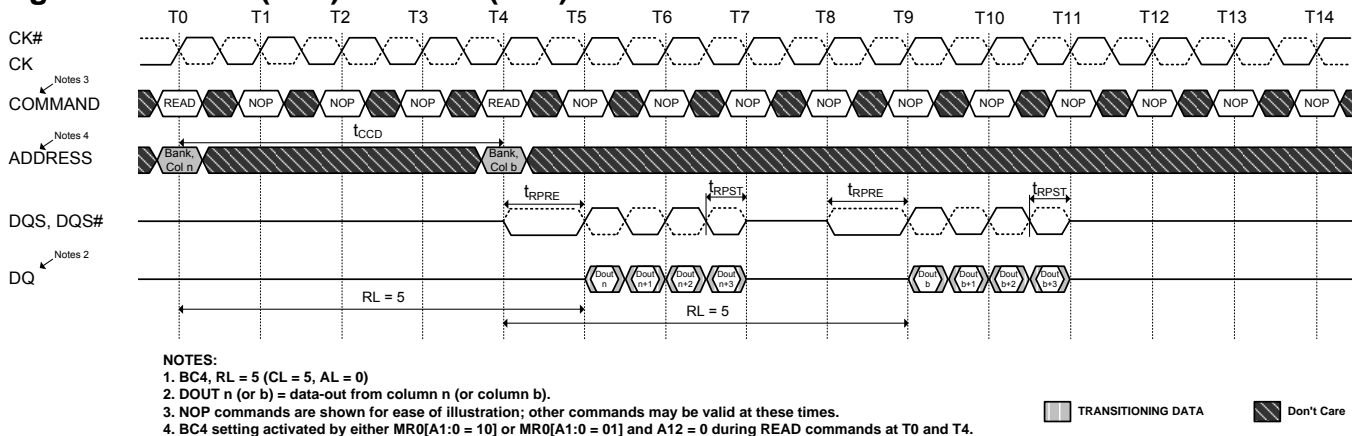 T0 T1 T2 T3 T4 T5 T6 T7 T8 T9 T10 T11 T12 T13 T14
CK#
CK
Notes 3
COMMAND READ NOP NOP NOP READ NOP NOP NOP NOP NOP NOP NOP NOP NOP NOP
tCCD
Notes 4
ADDRESS Bank, Col n Bank, Col b
tRPRE tRPST tRPRE tRPST
DQS, DQS#
Notes 2
DQ Dout n Dout n+1 Dout n+2 Dout n+3 Dout b Dout b+1 Dout b+2 Dout b+3
RL = 5
RL = 5
NOTES:
1. BC4, RL = 5 (CL = 5, AL = 0)
2. DOUT n (or b) = data-out from column n (or column b).
3. NOP commands are shown for ease of illustration; other commands may be valid at these times.
4. BC4 setting activated by either MR0[A1:0 = 10] or MR0[A1:0 = 01] and A12 = 0 during READ commands at T0 and T4.
TRANSITIONING DATA Don't Care